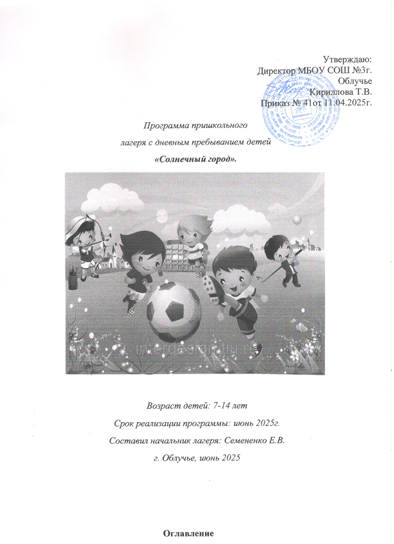 Утверждаю:
Директор МБОУ СОШ №3г.
Облучье
Кириллова Т.В.
Приказ № 41от 11.04.2025г.
Программа пришкольного
лагеря с дневным пребыванием детей
«Солнечный город».
Возраст детей: 7-14 лет
Срок реализации программы: июнь 2025г.
Составил начальник лагеря: Семененко Е.В.
г. Облучье, июнь 2025
Оглавление